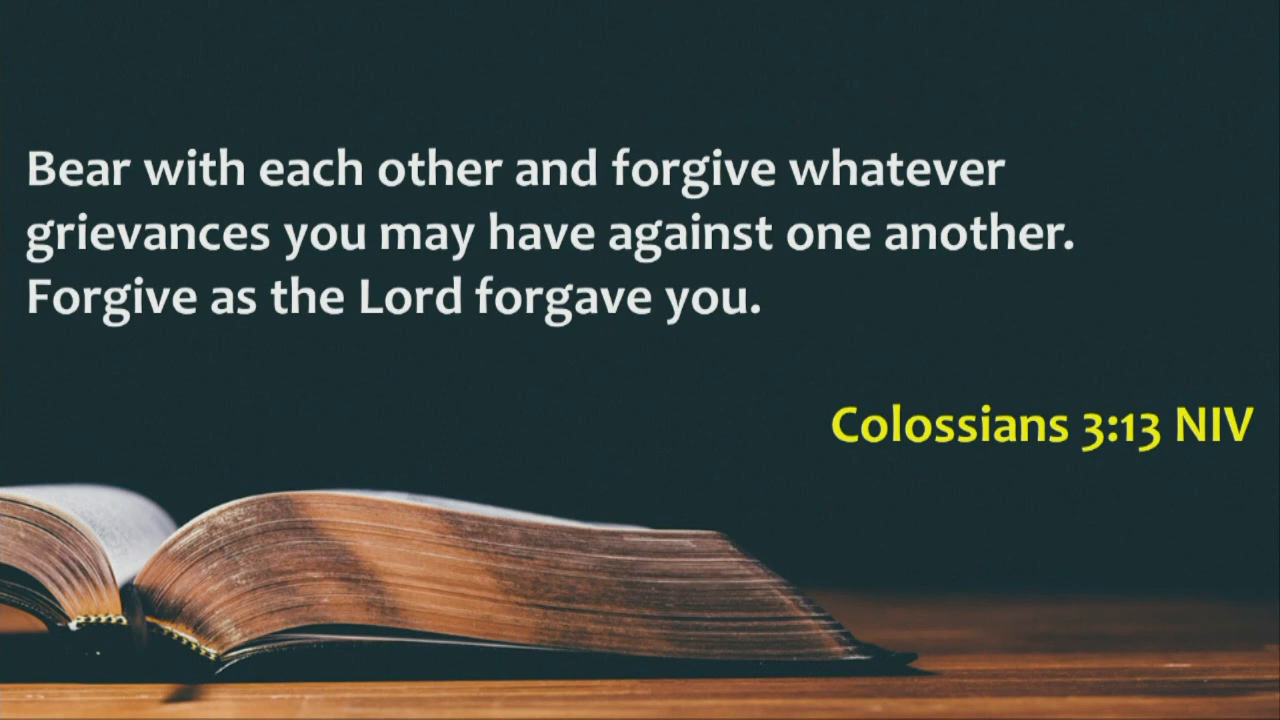 Bear with each other and forgive whatever
grievances you may have against one another.
Forgive as the Lord forgave you.
Colossians 3:13 NIV